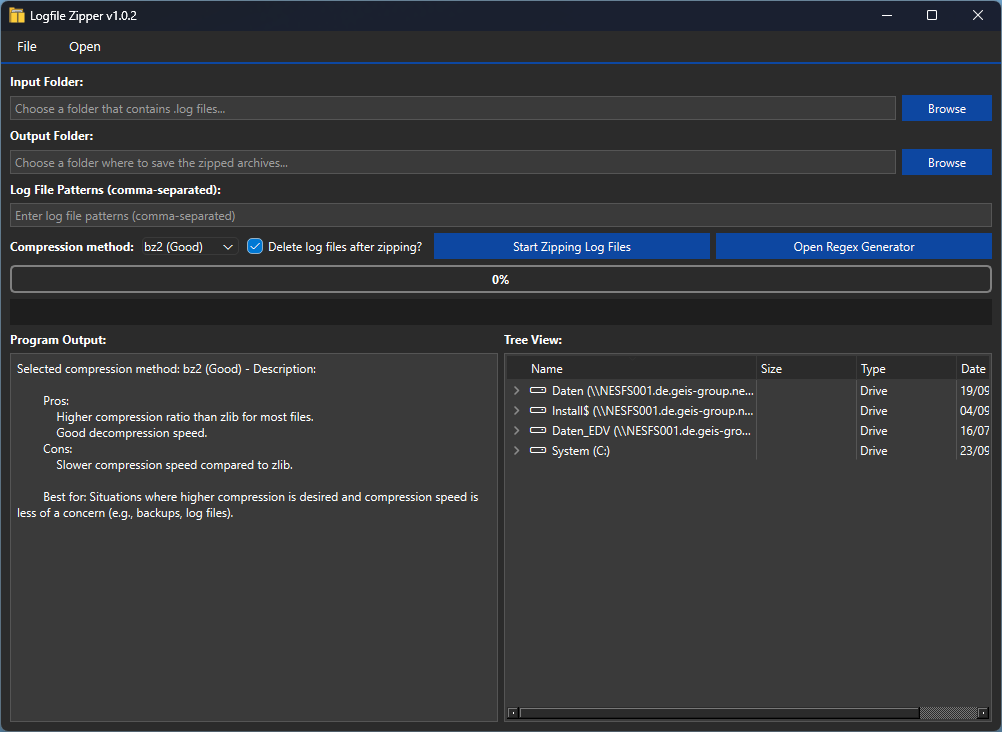 Logfile Zipper v1.0.2
File Open
Input Folder:
Choose a folder that contains .log files...
Browse
Output Folder:
Choose a folder where to save the zipped archives...
Browse
Log File Patterns (comma-separated):
Enter log file patterns (comma-separated)
Compression method: bz2 (Good) Delete log files after zipping? Start Zipping Log Files Open Regex Generator
0%
Program Output:
Selected compression method: bz2 (Good) - Description:
Pros:
Higher compression ratio than zlib for most files.
Good decompression speed.
Cons:
Slower compression speed compared to zlib.
Best for: Situations where higher compression is desired and compression speed is
less of a concern (e.g., backups, log files).
Tree View:
Name Size Type Date
Daten (\\NESFS001.de.geis-group.ne... Drive 19/09
Install$ (\\NESFS001.de.geis-group.n... Drive 04/09
Daten_EDV (\\NESFS001.de.geis-gro... Drive 16/07
System (C:) Drive 23/09